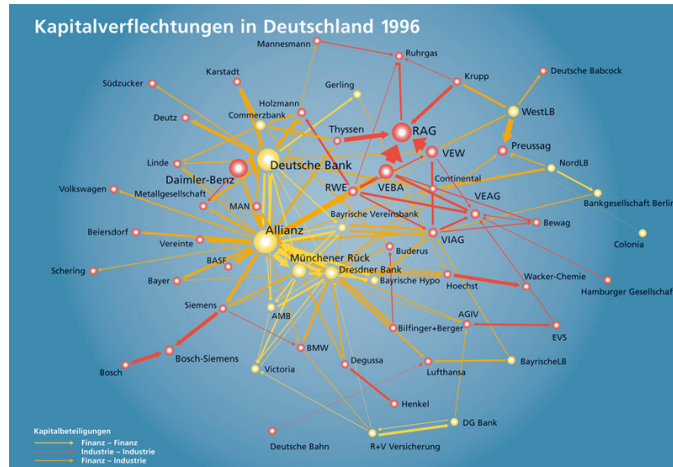 Kapitalverflechtungen in Deutschland 1996
Mannesmann
Ruhrgas
Karstadt
Krupp
Deutsche Babcock
Südzucker
Gerling
Holzmann
WestLB
Deutz
Commerzbank
Thyssen
RAG
Preussag
VEW
Linde
Deutsche Bank
NordLB
Daimler-Benz
VEBA
Continental
Volkswagen
Metallgesellschaft
RWE
VEAG
Bankgesellschaft Berlin
MAN
Bayrische Vereinsbank
Bewag
Beiersdorf
Allianz
VIAG
Colonia
Vereinte
Buderus
BASF
Münchener Rück
Schering
Dresdner Bank
Wacker-Chemie
Bayer
Bayrische Hypo
Hoechst
Hamburger Gesellschaf
Siemens
AMB
AGIV
Bilfinger+Berger
EVS
BMW
Bosch-Siemens
Degussa
BayrischeLB
Bosch
Victoria
Lufthansa
Henkel
DG Bank
Deutsche Bahn
R+V Versicherung
Kapitalbeteiligungen
Finanz – Finanz
Industrie – Industrie
Finanz – Industrie